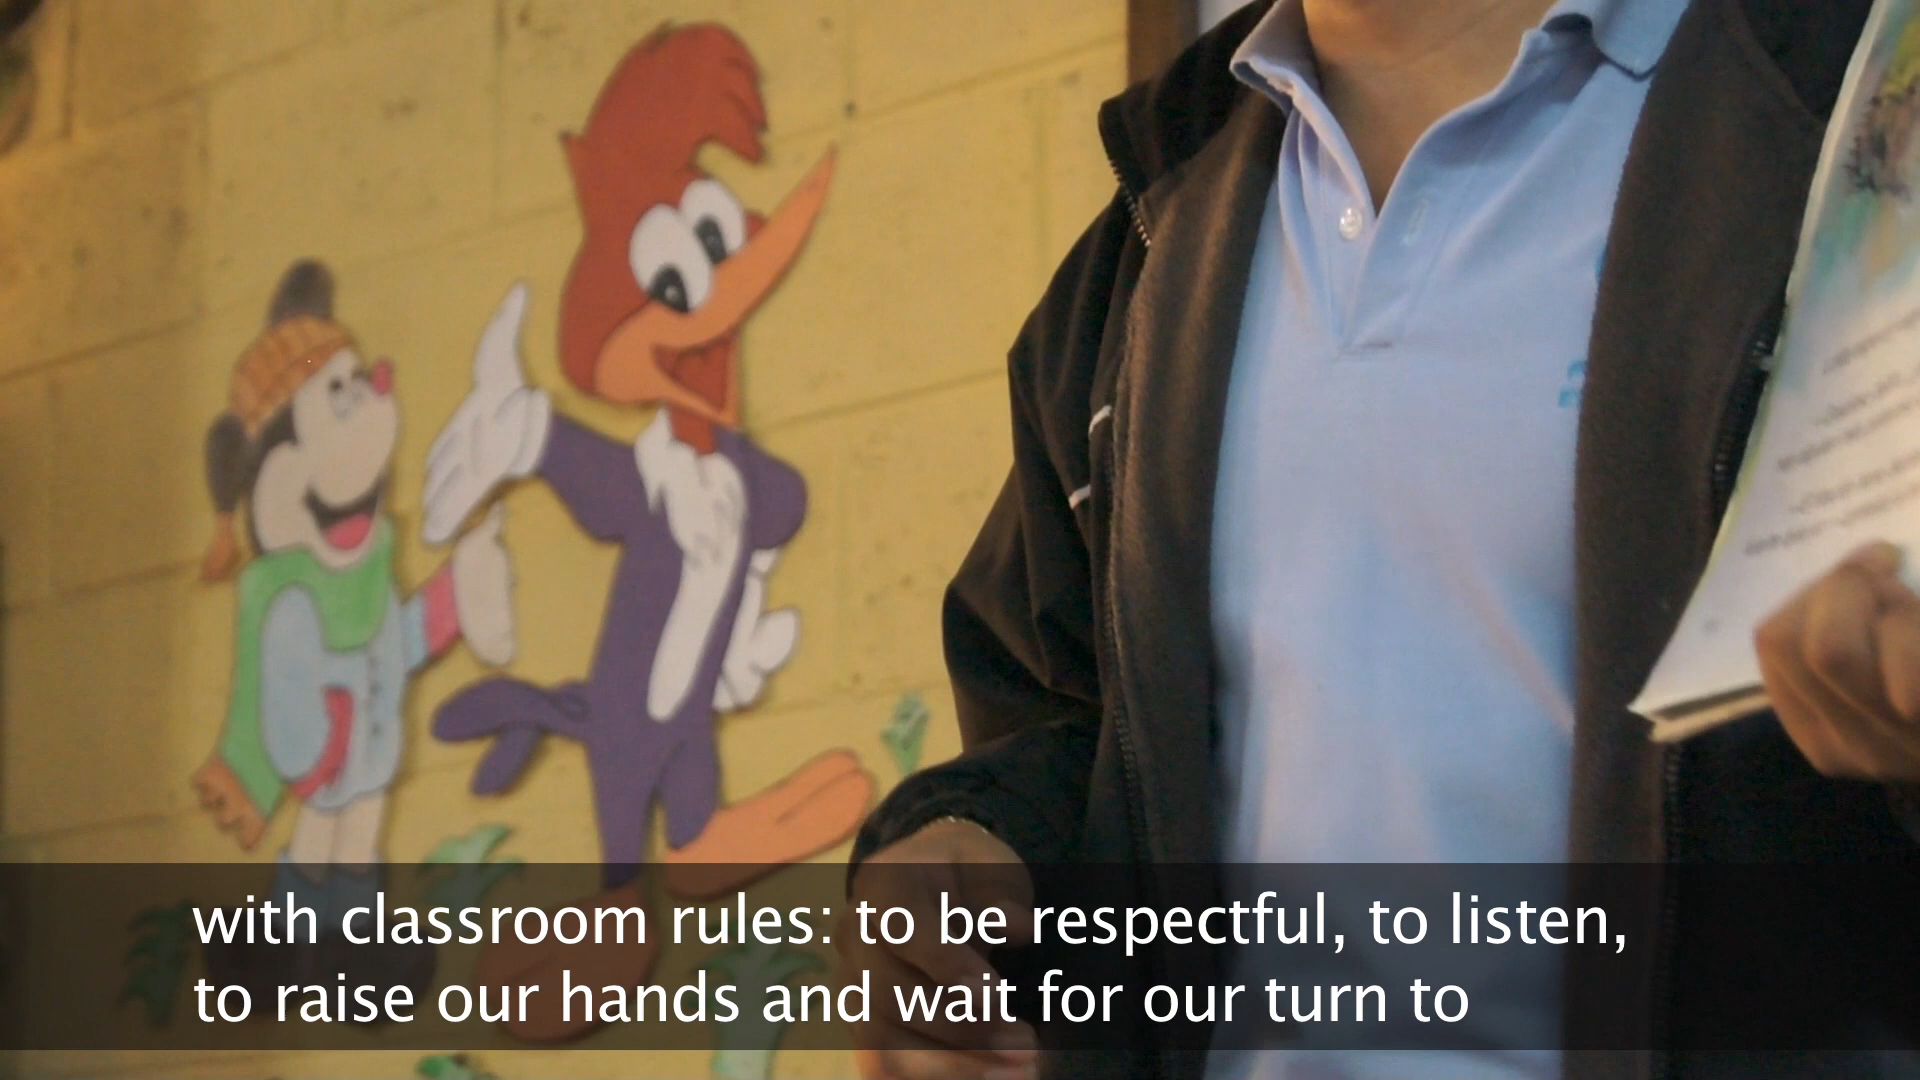 with classroom rules: to be respectful, to listen,
to raise our hands and wait for our turn to